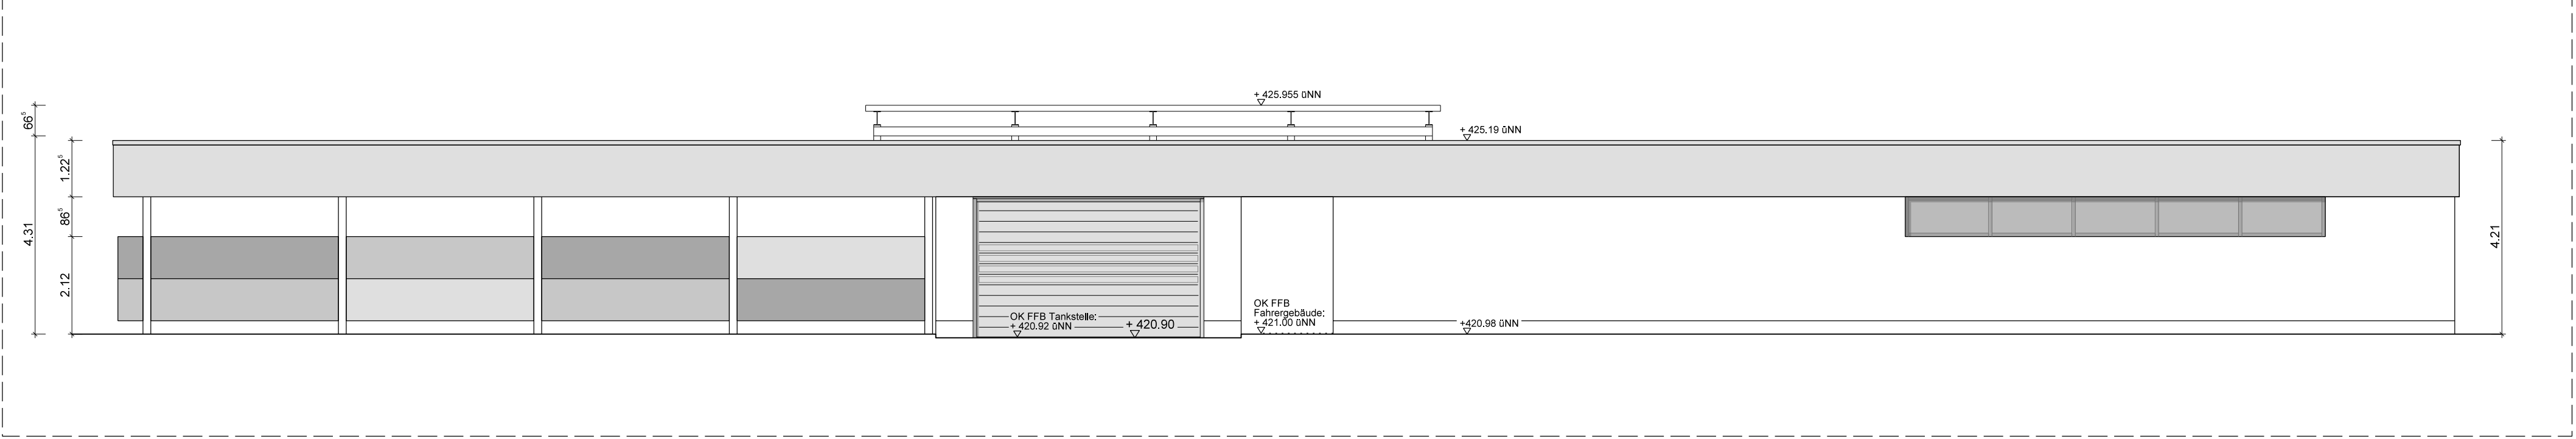 + 425.955 üNN
66⁵
+ 425.19 üNN
1.22⁵
86⁵
4.31
4.21
2.12
OK FFB
Fahrergebäude:
+ 421.00 üNN
OK FFB Tankstelle:
+ 420.92 üNN
+ 420.90
+420.98 üNN